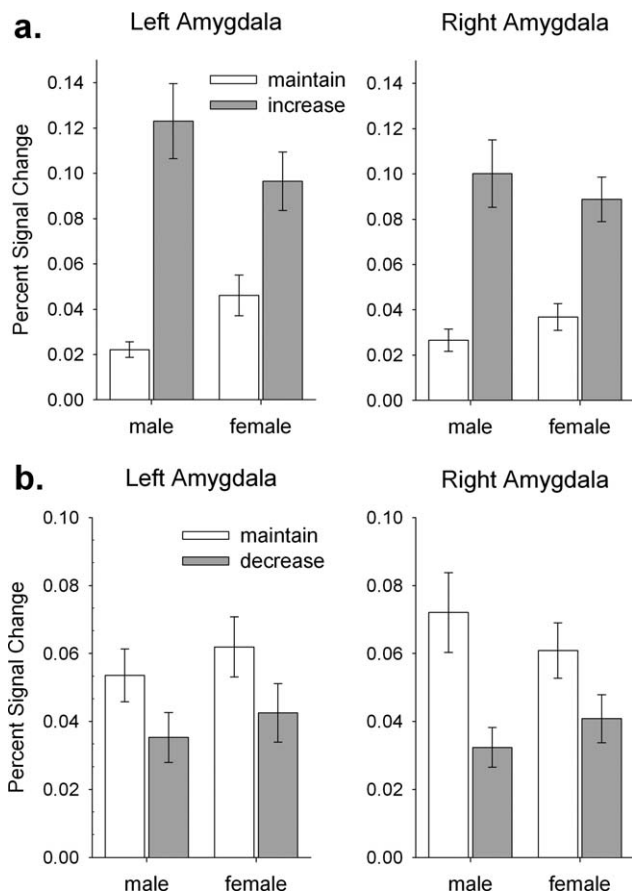 a.
Left Amygdala
Right Amygdala
Percent Signal Change
0.14
0.12
0.10
0.08
0.06
0.04
0.02
0.00
maintain
increase
male
female
0.14
0.12
0.10
0.08
0.06
0.04
0.02
0.00
male
female
b.
Left Amygdala
Right Amygdala
Percent Signal Change
0.10
0.08
0.06
0.04
0.02
0.00
maintain
decrease
male
female
0.10
0.08
0.06
0.04
0.02
0.00
male
female